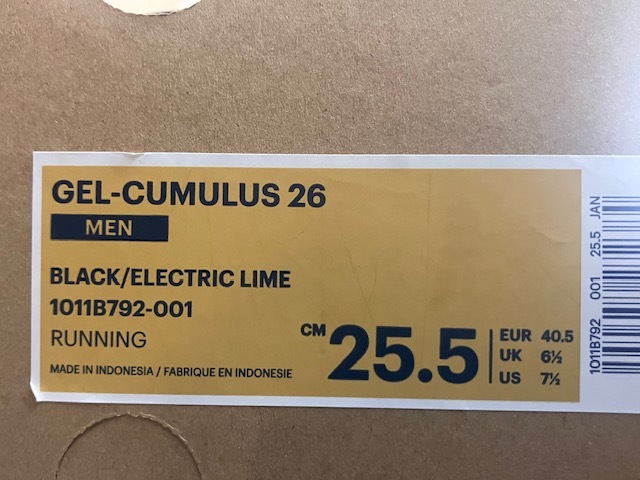 GEL-CUMULUS 26
MEN
BLACK/ELECTRIC LIME
1011B792-001
RUNNING
MADE IN INDONESIA / FABRIQUE EN INDONESIE
CM 25.5
EUR 40.5
UK 6½
US 7½
1011B792 001 25.5 JAN